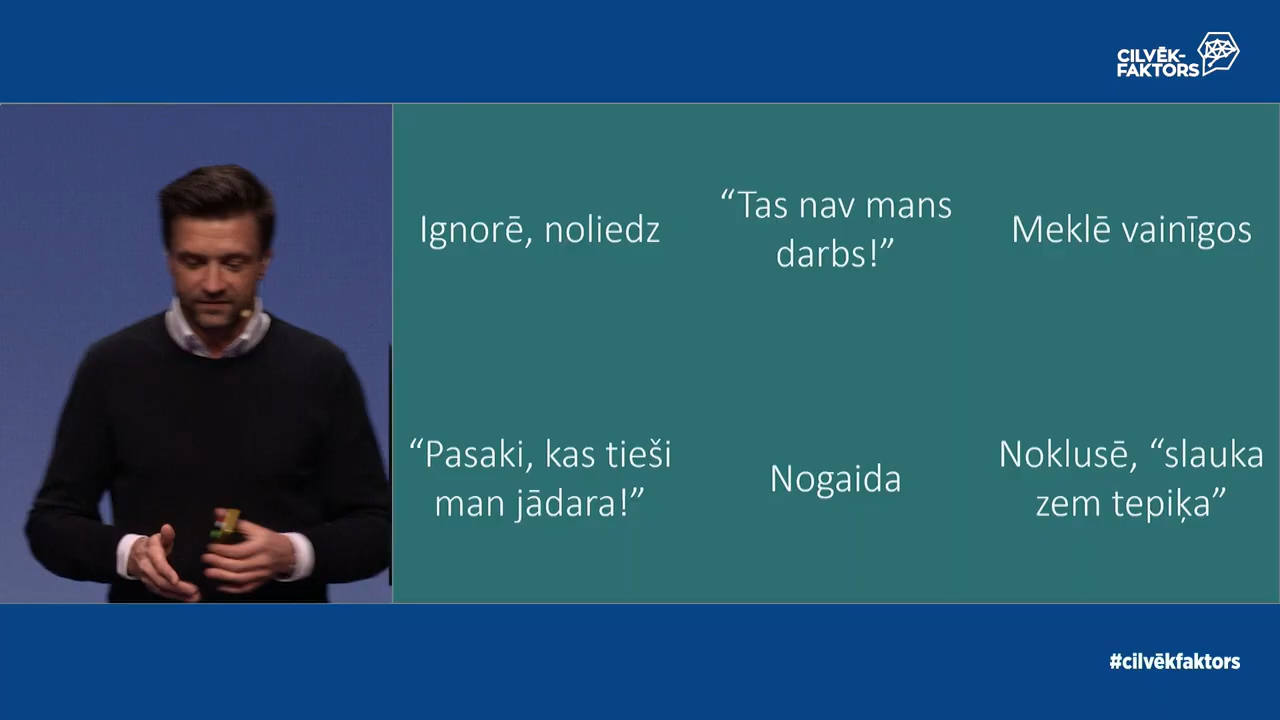 CILVĒK-
FAKTORS
Ignorē, noliedz
“Tas nav mans
darbs!”
Meklē vainīgos
“Pasaki, kas tieši
man jādara!”
Nogaida
Noklusē, “slauka
zem tepiķa”
#cilvēkfaktors